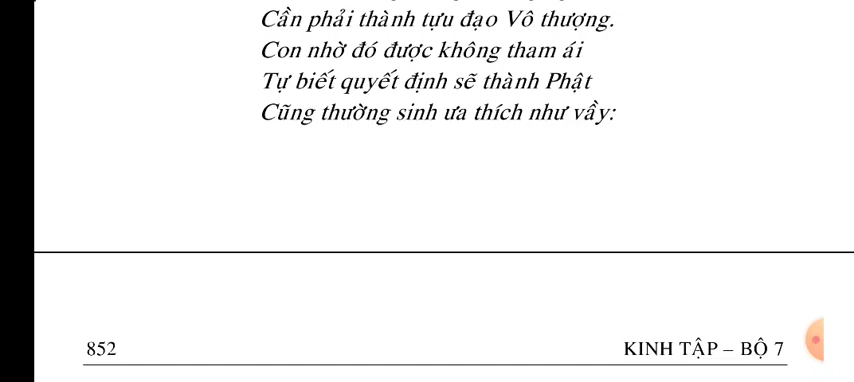 Cần phải thành tựu đạo Vô thượng.
Con nhờ đó được không tham ái
Tự biết quyết định sẽ thành Phật
Cũng thường sinh ưa thích như vầy:
852
KINH TẬP – BỘ 7